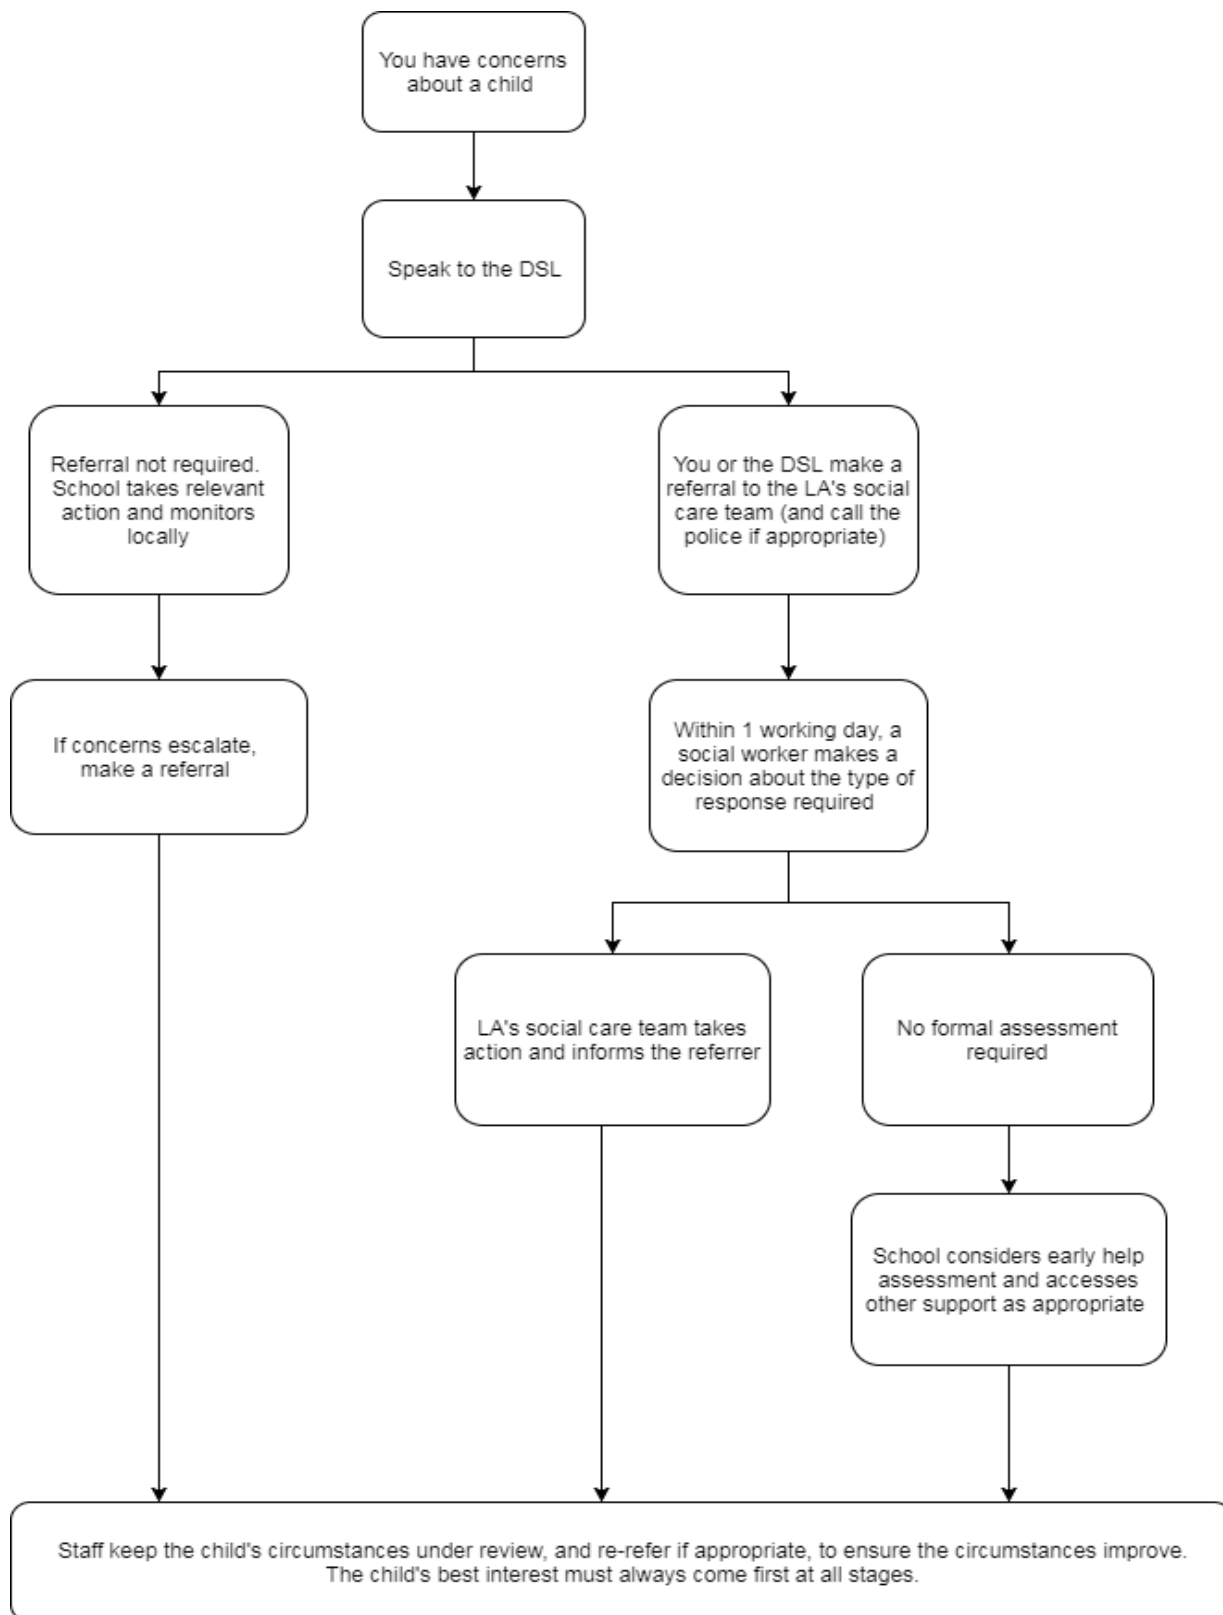 You have concerns
about a child
Speak to the DSL
Referral not required.
School takes relevant
action and monitors
locally
You or the DSL make a
referral to the LA's social
care team (and call the
police if appropriate)
If concerns escalate,
make a referral
Within 1 working day, a
social worker makes a
decision about the type of
response required
LA's social care team takes
action and informs the referrer
No formal assessment
required
School considers early help
assessment and accesses
other support as appropriate
Staff keep the child's circumstances under review, and re-refer if appropriate, to ensure the circumstances improve.
The child's best interest must always come first at all stages.